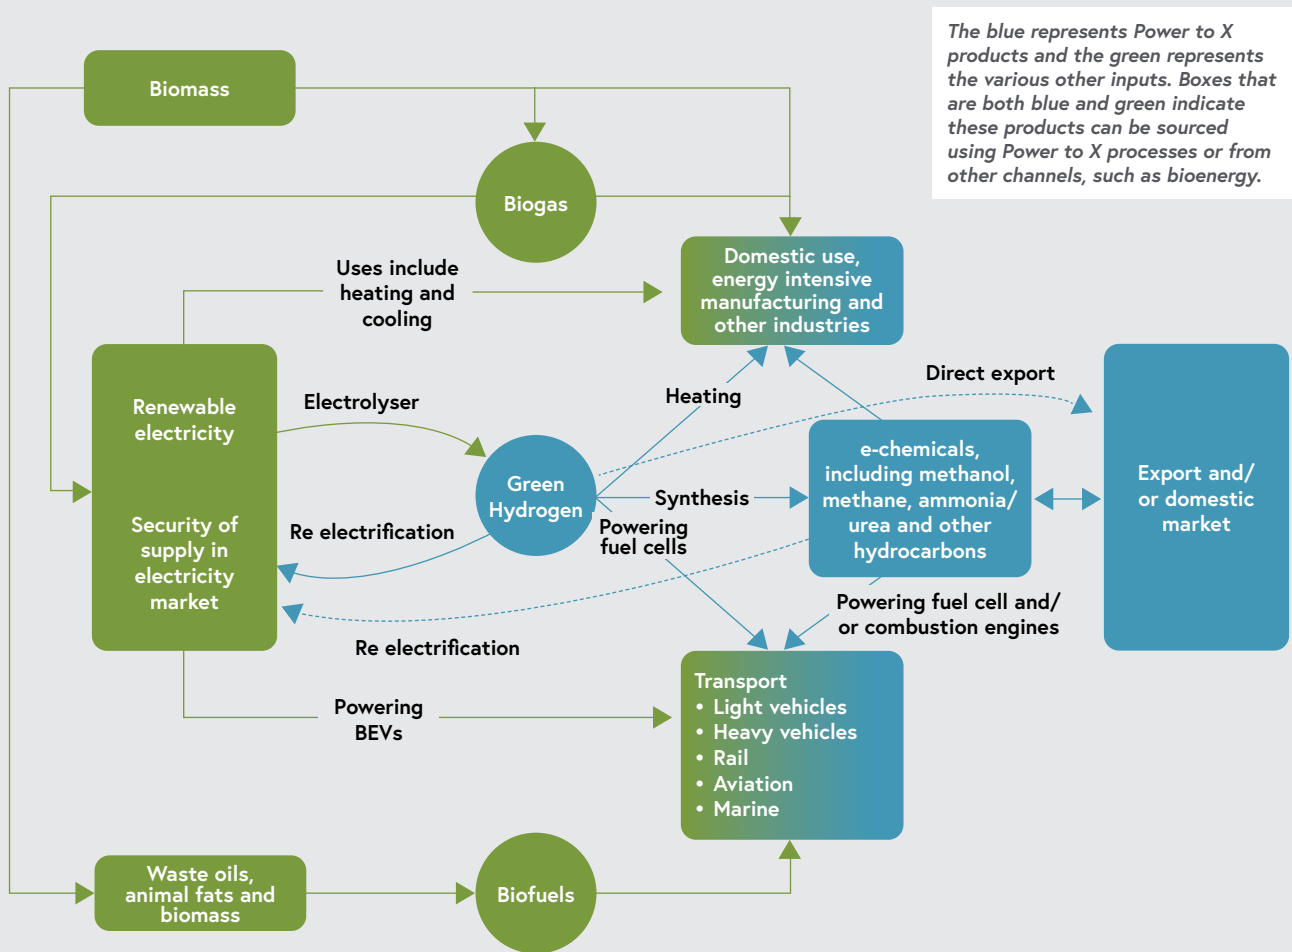 The blue represents Power to X
products and the green represents
the various other inputs. Boxes that
are both blue and green indicate
these products can be sourced
using Power to X processes or from
other channels, such as bioenergy.
Biomass
Biogas
Uses include
heating and
cooling
Domestic use,
energy intensive
manufacturing and
other industries
Renewable
electricity
Security of
supply in
electricity
market
Electrolyser
Re electrification
Green
Hydrogen
Heating
Synthesis
Powering
fuel cells
Direct export
e-chemicals,
including methanol,
methane, ammonia/
urea and other
hydrocarbons
Export and/
or domestic
market
Re electrification
Powering fuel cell and/
or combustion engines
Powering
BEVs
Transport
• Light vehicles
• Heavy vehicles
• Rail
• Aviation
• Marine
Waste oils,
animal fats and
biomass
Biofuels